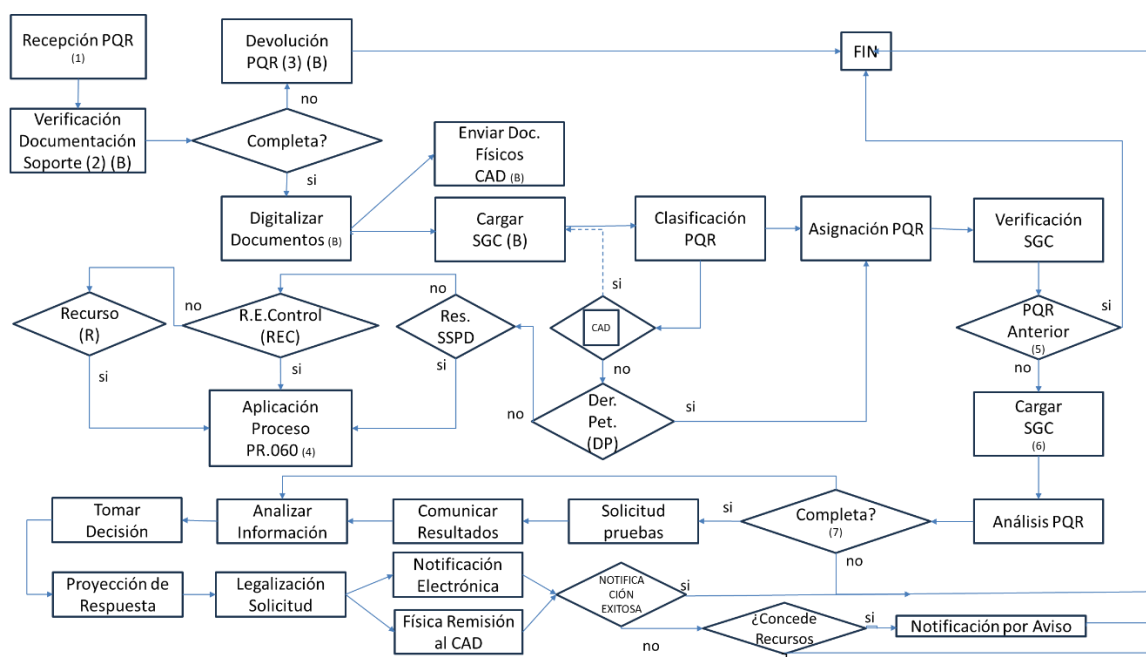 Recepción PQR
(1)
Devolución
PQR (3) (B)
FIN
no
Verificación
Documentación
Soporte (2) (B)
Completa?
si
Enviar Doc.
Físicos
CAD (B)
Digitalizar
Documentos (B)
Cargar
SGC (B)
Clasificación
PQR
Asignación PQR
Verificación
SGC
Recurso
(R)
no
R.E.Control
(REC)
no
Res.
SSPD
si
CAD
PQR
Anterior
(5)
si
si
si
si
no
no
Der.
Pet.
(DP)
si
no
Aplicación
Proceso
PR.060 (4)
Cargar
SGC
(6)
Tomar
Decisión
Analizar
Información
Comunicar
Resultados
Solicitud
pruebas
si
Completa?
(7)
Análisis PQR
no
Proyección de
Respuesta
Legalización
Solicitud
Notificación
Electrónica
Física Remisión
al CAD
NOTIFICA
CIÓN
EXITOSA
si
no
¿Concede
Recursos
si
Notificación por Aviso